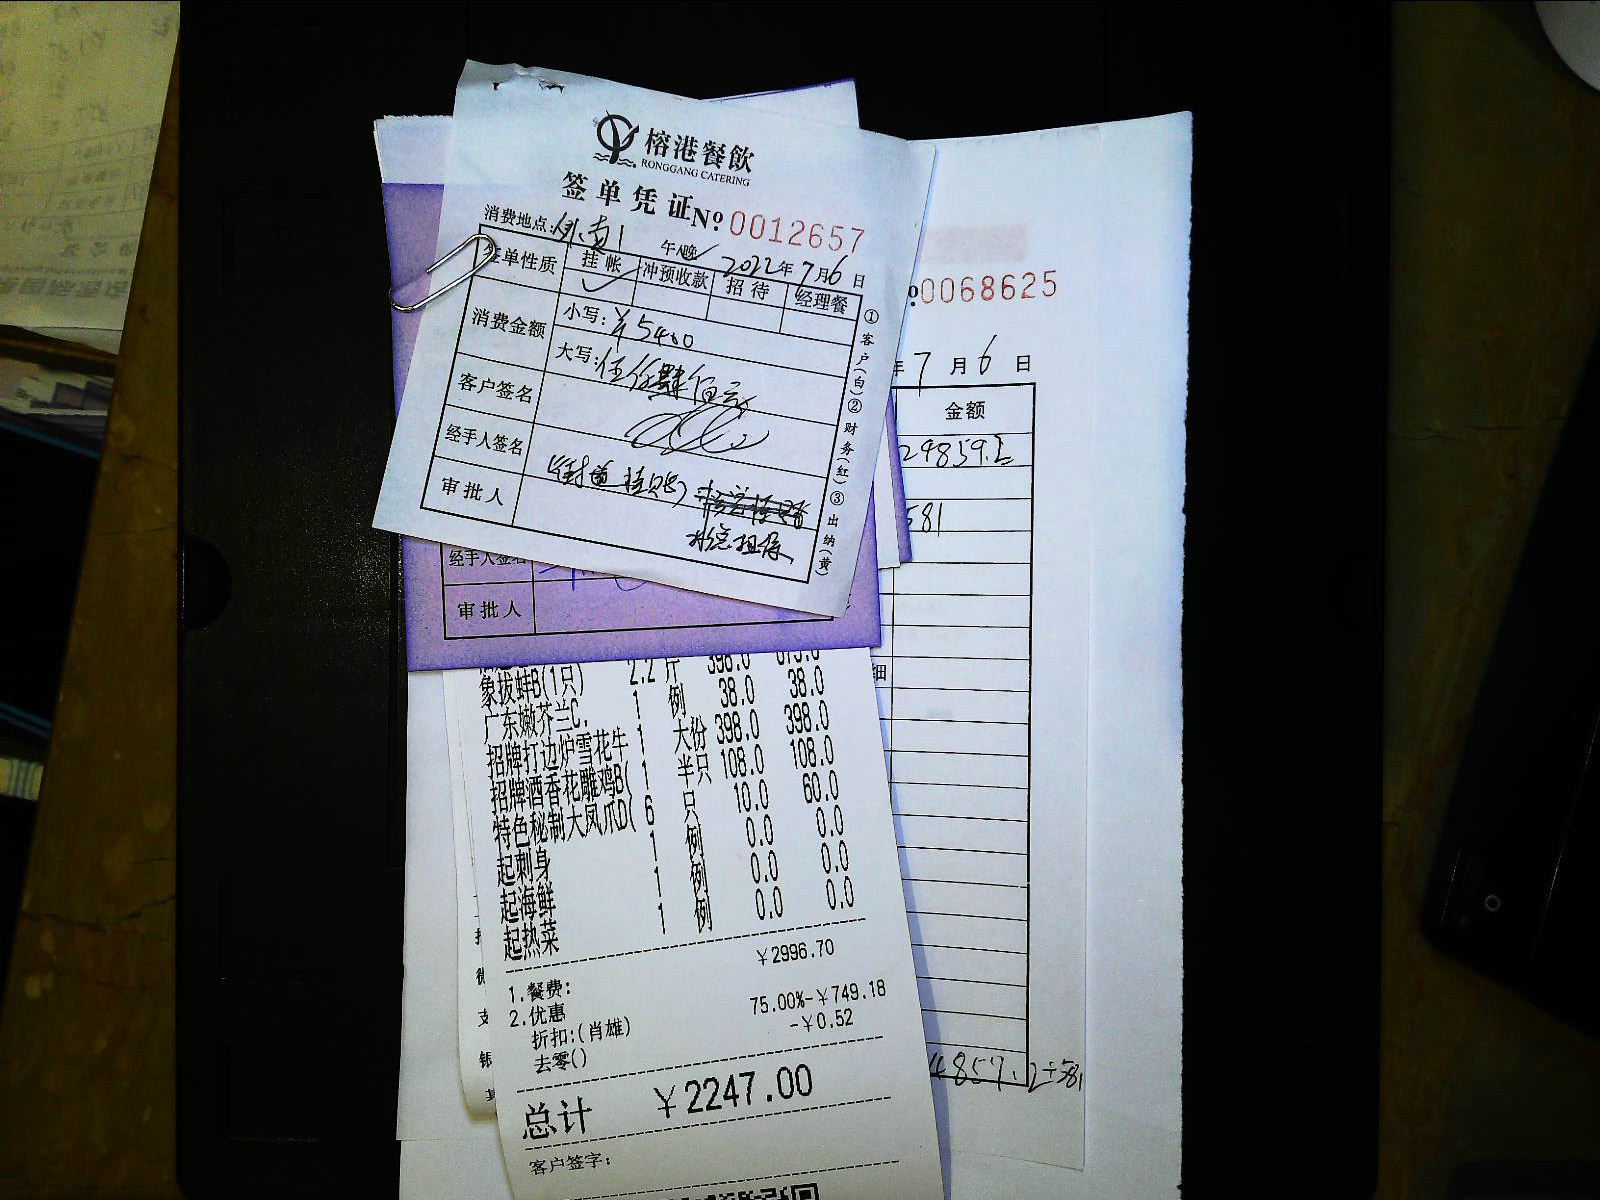 榕港餐飲
RONGGANG CATERING
签单凭证 Nº 0012657
消费地点: 午/晚 2022年7月6日
签单性质 挂帐 冲预收款 招待 经理餐
消费金额 小写: ¥5400
大写: 伍仟肆佰元
客户签名
经手人签名
审批人
①客户(白)②财务(红)③出纳(黄)
经手人签名
审批人
0068625
年7月6日
金额
581
细
象拔蚌B(1只) 2.2 斤 398.0
广东嫩芥兰C. 1 例 38.0 38.0
招牌打边炉雪花牛 1 大份 398.0 398.0
招牌酒香花雕鸡B( 1 半只 108.0 108.0
特色秘制大凤爪D( 6 只 10.0 60.0
起刺身 1 例 0.0 0.0
起海鲜 1 例 0.0 0.0
起热菜 1 例 0.0 0.0
1.餐费: ¥2996.70
2.优惠
折扣:(肖雄) 75.00%-¥749.18
去零() -¥0.52
总计 ¥2247.00
客户签字: